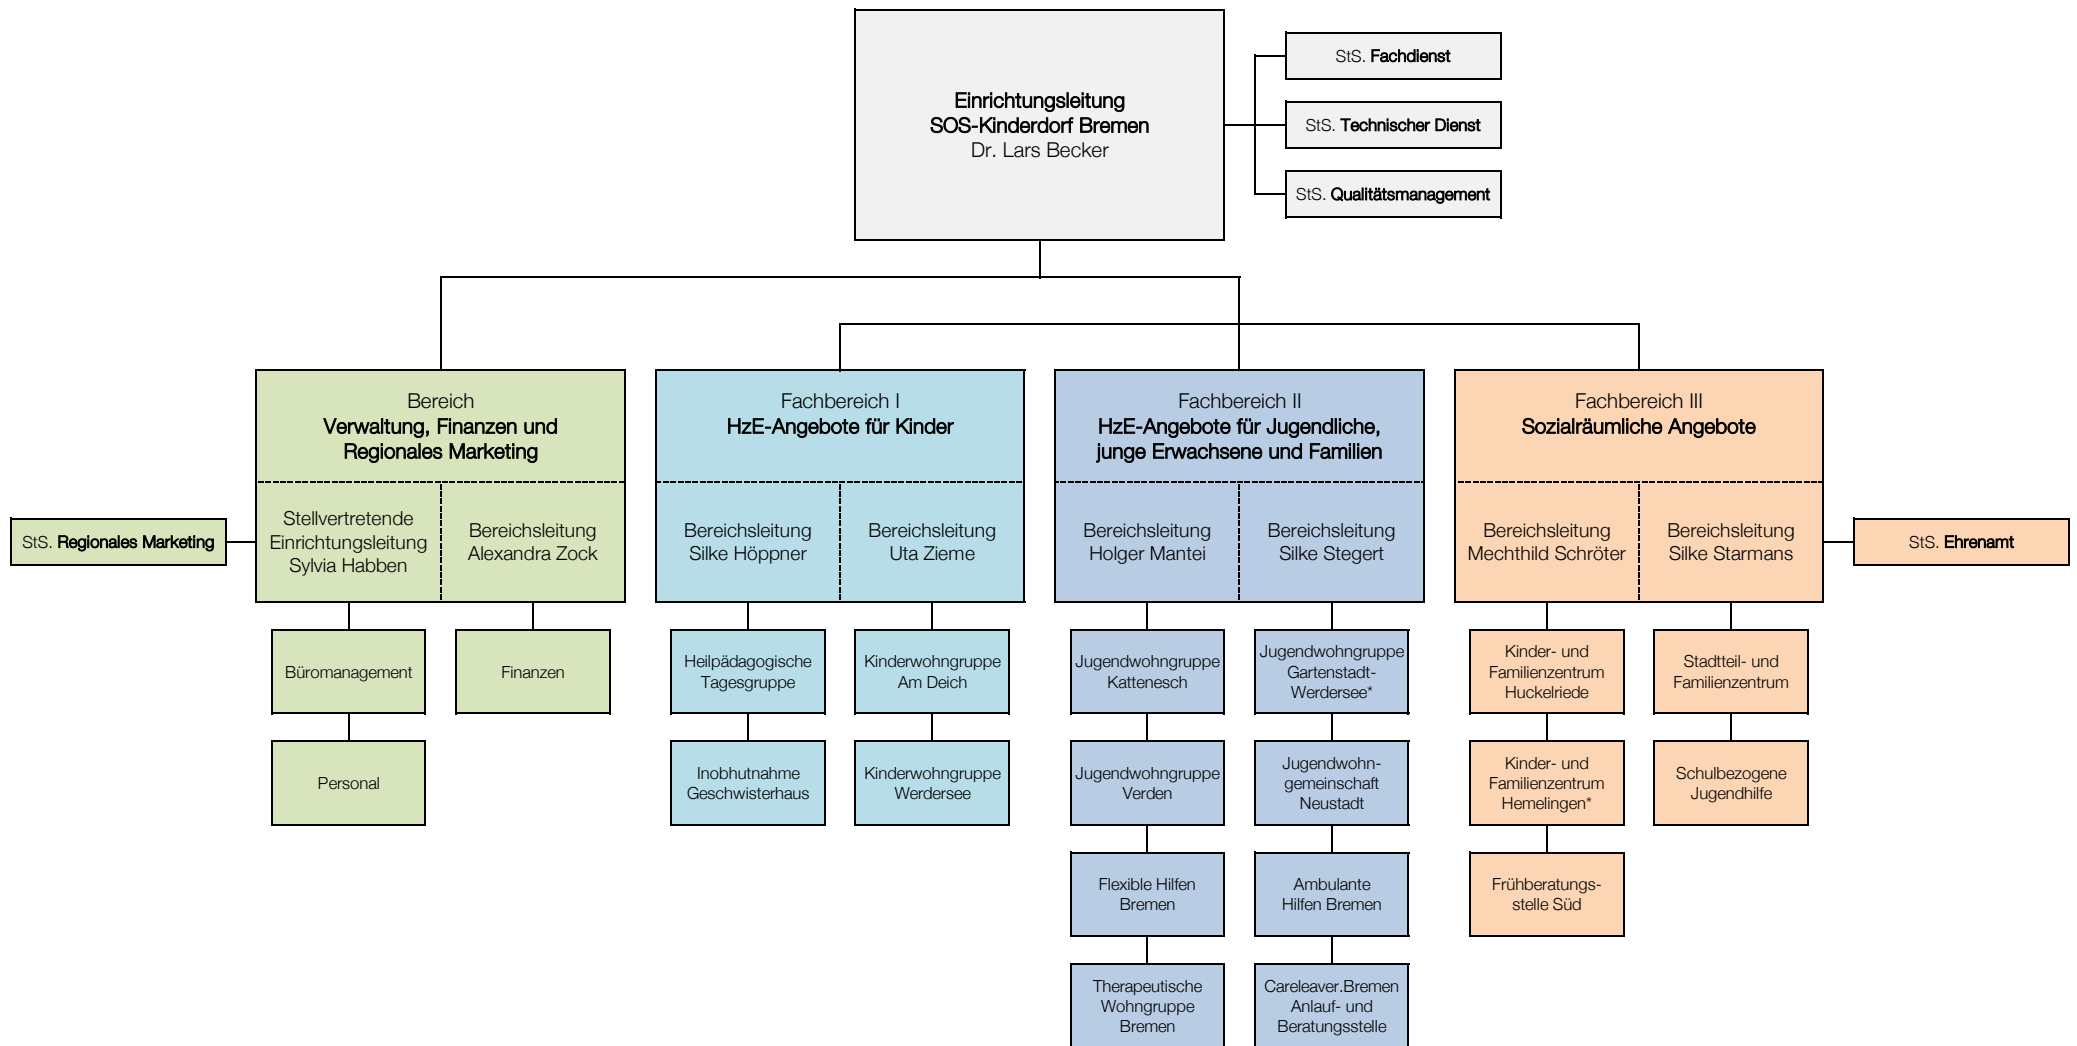 Einrichtungsleitung
SOS-Kinderdorf Bremen
Dr. Lars Becker
StS. Fachdienst
StS. Technischer Dienst
StS. Qualitätsmanagement
Bereich
Verwaltung, Finanzen und
Regionales Marketing
Stellvertretende
Einrichtungsleitung
Sylvia Habben
Bereichsleitung
Alexandra Zock
StS. Regionales Marketing
Büromanagement
Personal
Finanzen
Fachbereich I
HzE-Angebote für Kinder
Bereichsleitung
Silke Höppner
Bereichsleitung
Uta Zieme
Heilpädagogische
Tagesgruppe
Inobhutnahme
Geschwisterhaus
Kinderwohngruppe
Am Deich
Kinderwohngruppe
Werdersee
Fachbereich II
HzE-Angebote für Jugendliche,
junge Erwachsene und Familien
Bereichsleitung
Holger Mantei
Bereichsleitung
Silke Stegert
Jugendwohngruppe
Kattenesch
Jugendwohngruppe
Verden
Flexible Hilfen
Bremen
Therapeutische
Wohngruppe
Bremen
Jugendwohngruppe
Gartenstadt-
Werdersee*
Jugendwohn-
gemeinschaft
Neustadt
Ambulante
Hilfen Bremen
Careleaver.Bremen
Anlauf- und
Beratungsstelle
Fachbereich III
Sozialräumliche Angebote
Bereichsleitung
Mechthild Schröter
Bereichsleitung
Silke Starmans
StS. Ehrenamt
Kinder- und
Familienzentrum
Huckelriede
Kinder- und
Familienzentrum
Hemelingen*
Frühberatungs-
stelle Süd
Stadtteil- und
Familienzentrum
Schulbezogene
Jugendhilfe